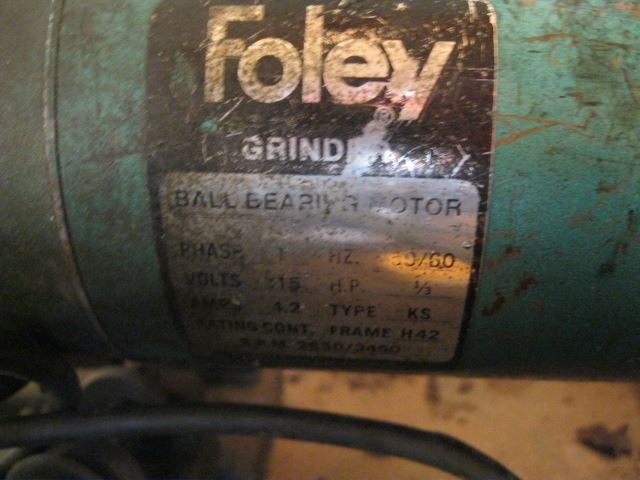 Foley
®
GRINDER
BALL BEARING MOTOR
PHASE 1 HZ. 50/60
VOLTS 115 H.P. 1/3
AMPS 4.2 TYPE KS
RATING CONT. FRAME H42
R.P.M. 2850/3450